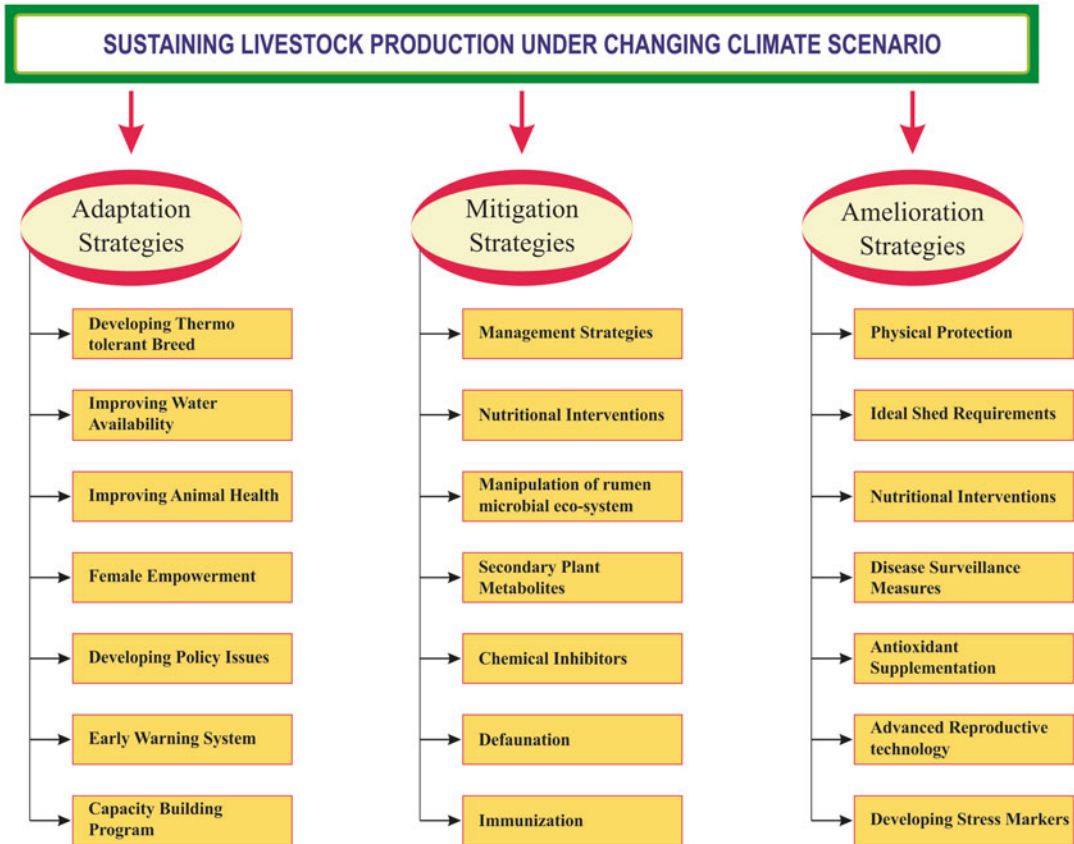 SUSTAINING LIVESTOCK PRODUCTION UNDER CHANGING CLIMATE SCENARIO
Adaptation
Strategies
Developing Thermo
tolerant Breed
Improving Water
Availability
Improving Animal Health
Female Empowerment
Developing Policy Issues
Early Warning System
Capacity Building
Program
Mitigation
Strategies
Management Strategies
Nutritional Interventions
Manipulation of rumen
microbial eco-system
Secondary Plant
Metabolites
Chemical Inhibitors
Defaunation
Immunization
Amelioration
Strategies
Physical Protection
Ideal Shed Requirements
Nutritional Interventions
Disease Surveillance
Measures
Antioxidant
Supplementation
Advanced Reproductive
technology
Developing Stress Markers